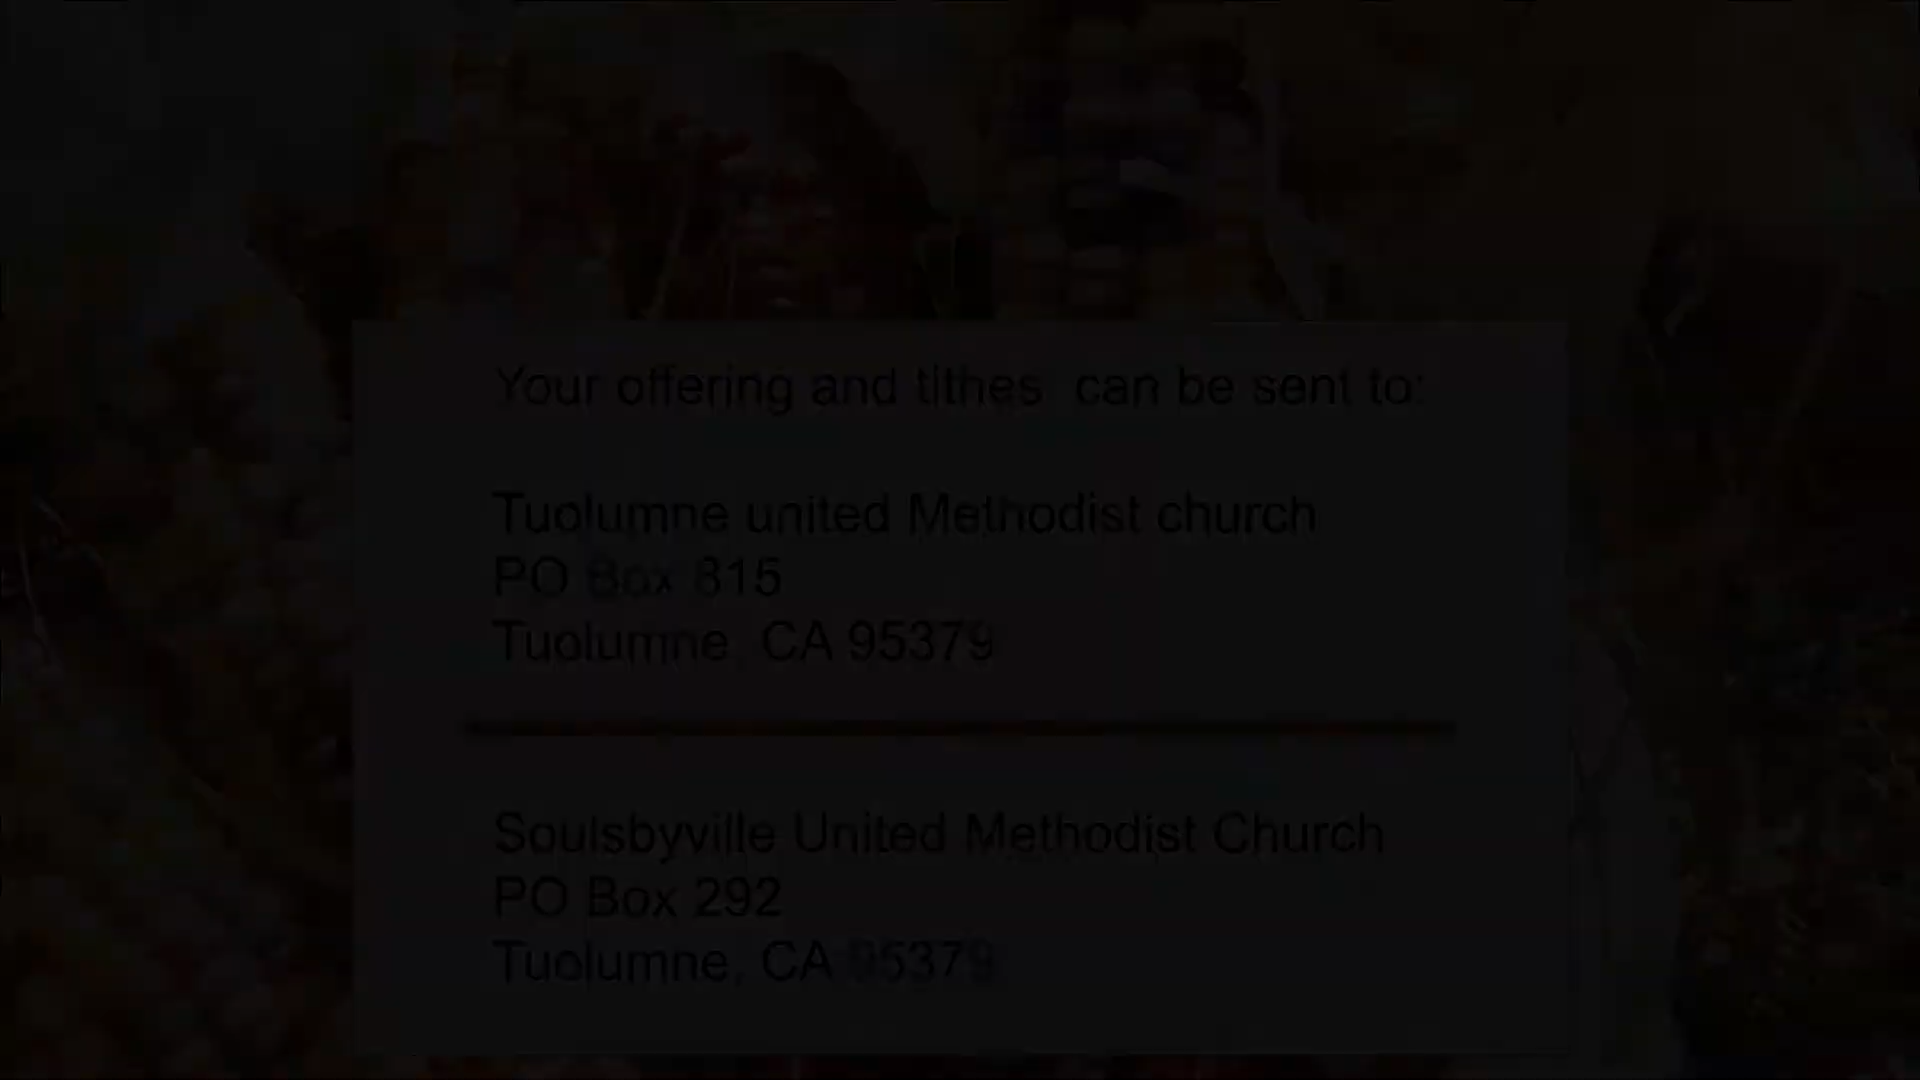 Your offering and tithes can be sent to:
Tuolumne united Methodist church
PO Box 815
Tuolumne, CA 95379
Soulsbyville United Methodist Church
PO Box 292
Tuolumne, CA 95379